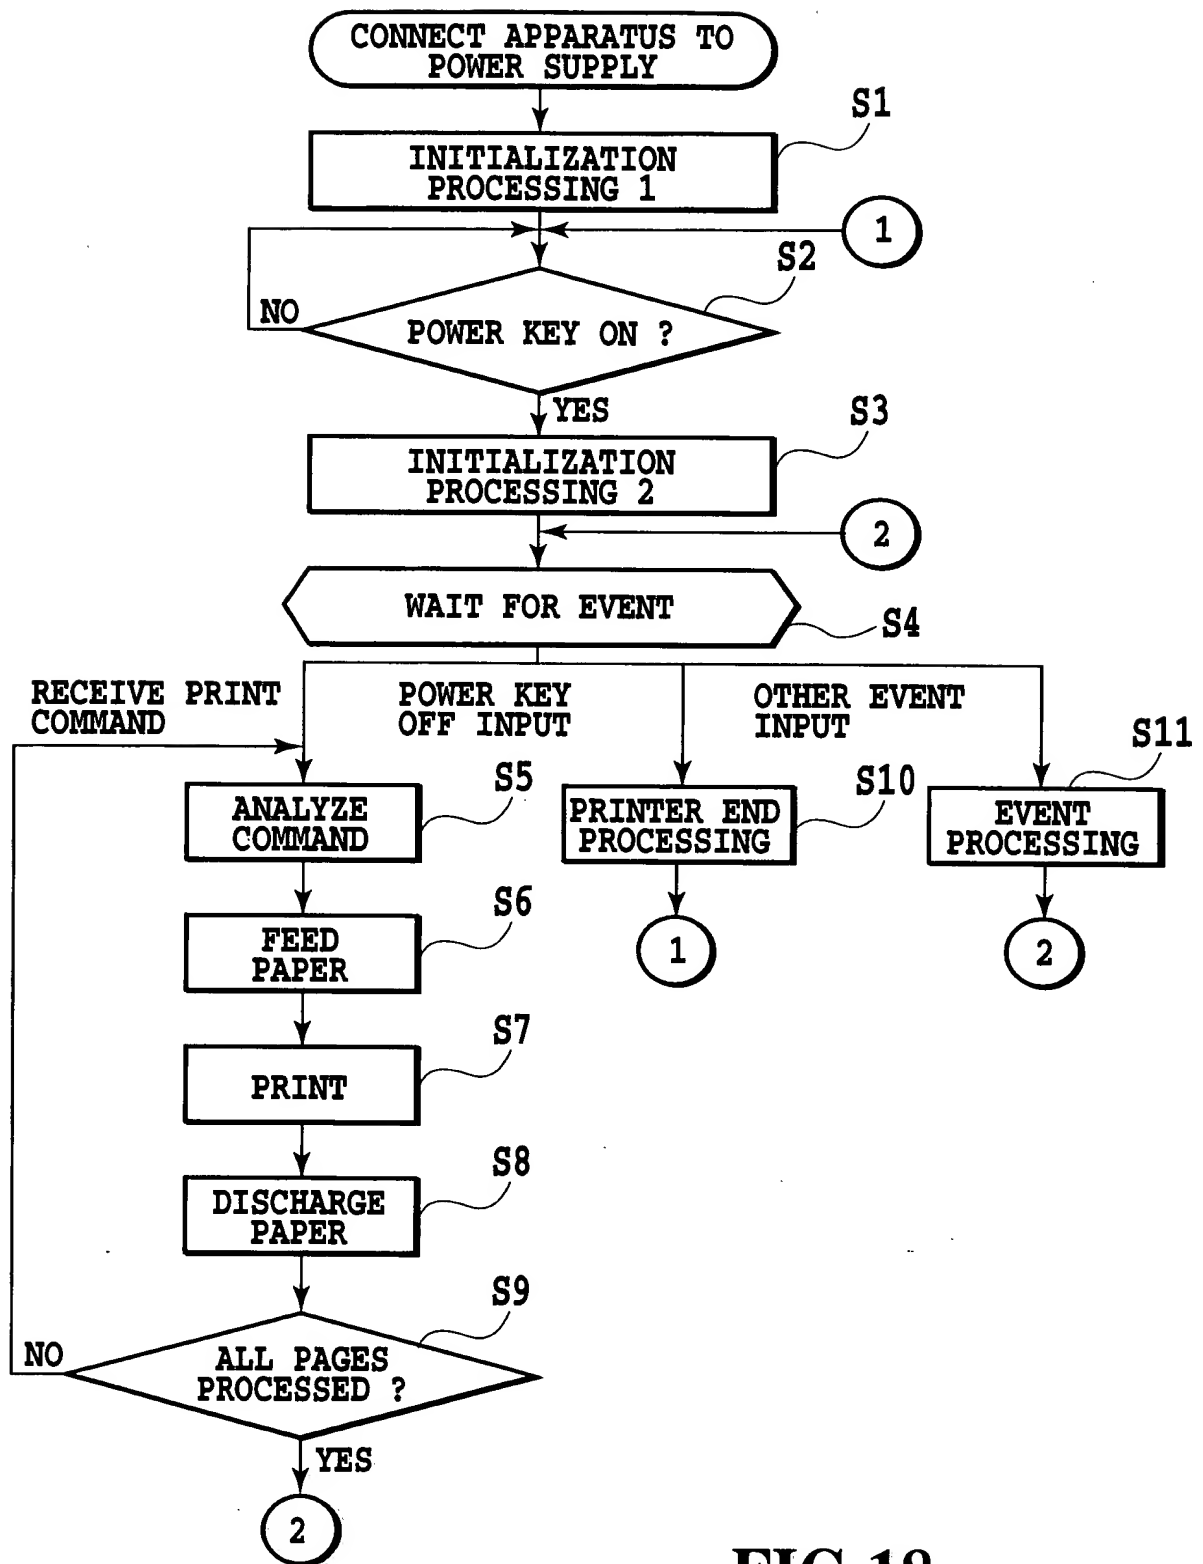 CONNECT APPARATUS TO
POWER SUPPLY
S1
INITIALIZATION
PROCESSING 1
1
S2
NO
POWER KEY ON ?
YES
S3
INITIALIZATION
PROCESSING 2
2
WAIT FOR EVENT
S4
RECEIVE PRINT
COMMAND
POWER KEY
OFF INPUT
OTHER EVENT
INPUT
S5
ANALYZE
COMMAND
S10
PRINTER END
PROCESSING
S11
EVENT
PROCESSING
S6
FEED
PAPER
1
2
S7
PRINT
S8
DISCHARGE
PAPER
S9
NO
ALL PAGES
PROCESSED ?
YES
2